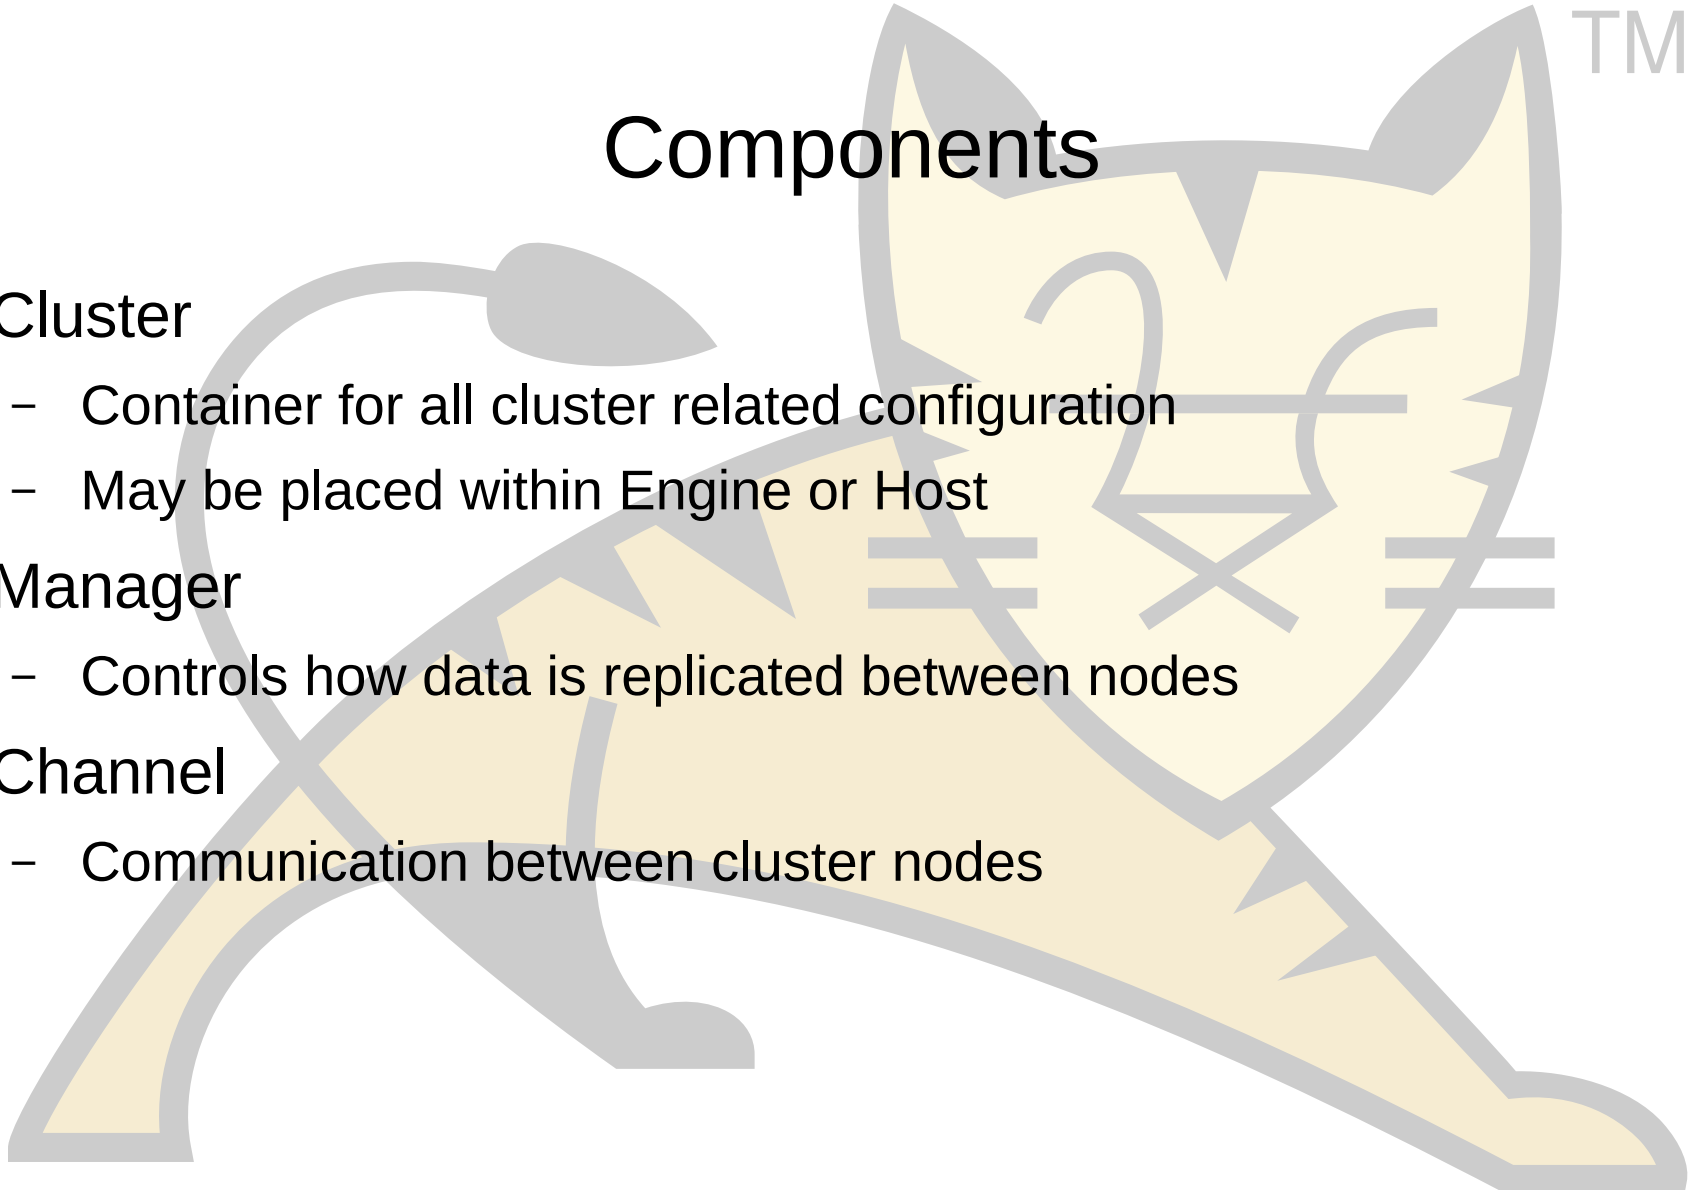 TM
Components
Cluster
– Container for all cluster related configuration
– May be placed within Engine or Host
Manager
– Controls how data is replicated between nodes
Channel
– Communication between cluster nodes